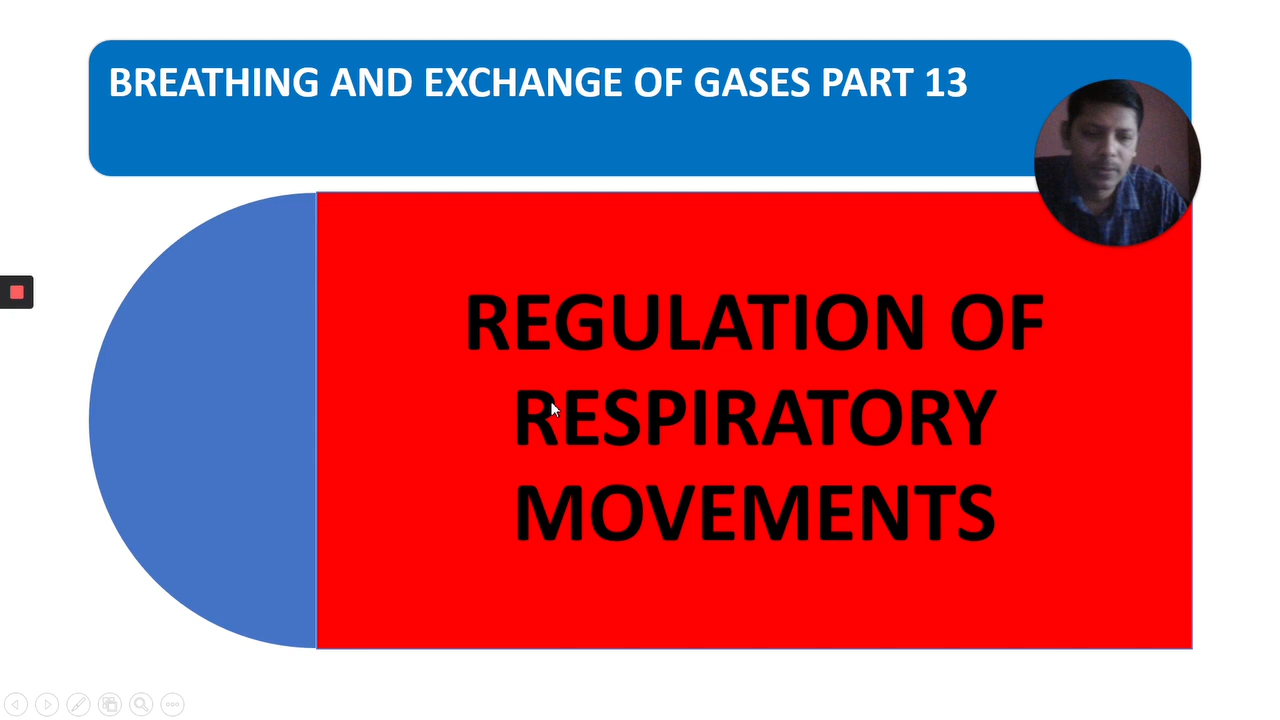 BREATHING AND EXCHANGE OF GASES PART 13
REGULATION OF
RESPIRATORY
MOVEMENTS